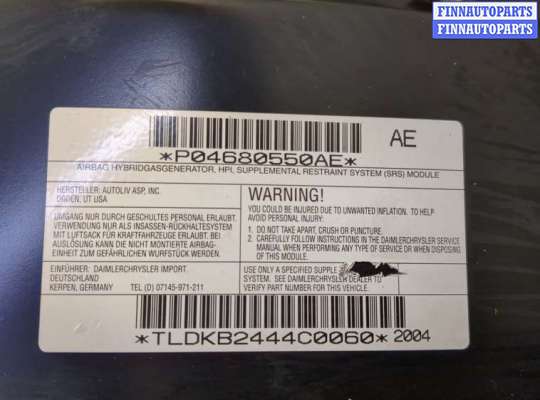 FINNAUTOPARTS
FINNAUTOPARTS
AE
*P04680550AE*
AIRBAG HYBRIDGASGENERATOR, HPI, SUPPLEMENTAL RESTRAINT SYSTEM (SRS) MODULE
HERSTELLER: AUTOLIV ASP, INC.
OGDEN, UT USA
UMGANG NUR DURCH GESCHULTES PERSONAL ERLAUBT.
VERWENDUNG NUR ALS INSASSEN-RÜCKHALTESYSTEM
MIT LUFTSACK FÜR KRAFTFAHRZEUGE ERLAUBT. BEI
AUSLÖSUNG KANN DIE NICHT MONTIERTE AIRBAG-
EINHEIT ZUM GEFÄHRLICHEN WURFSTÜCK WERDEN.
EINFÜHRER: DAIMLERCHRYSLER IMPORT.
DEUTSCHLAND
KERPEN, GERMANY TEL (D) 07145-971-211
WARNING!
YOU COULD BE INJURED DUE TO UNWANTED INFLATION. TO HELP
AVOID PERSONAL INJURY:
1. DO NOT TAKE APART, CRUSH OR PUNCTURE.
2. CAREFULLY FOLLOW INSTRUCTIONS IN THE DAIMLERCHRYSLER SERVICE
MANUAL WHEN PERFORMING ANY TYPE OF SERVICE OR WHEN DISPOSING
OF THIS MODULE.
USE ONLY A SPECIFIED
SYSTEM. SEE DAIMLERCHRYSLER DEALER TO
VERIFY PART NUMBER FOR THIS VEHICLE.
*TLDKB2444C0060* 2004